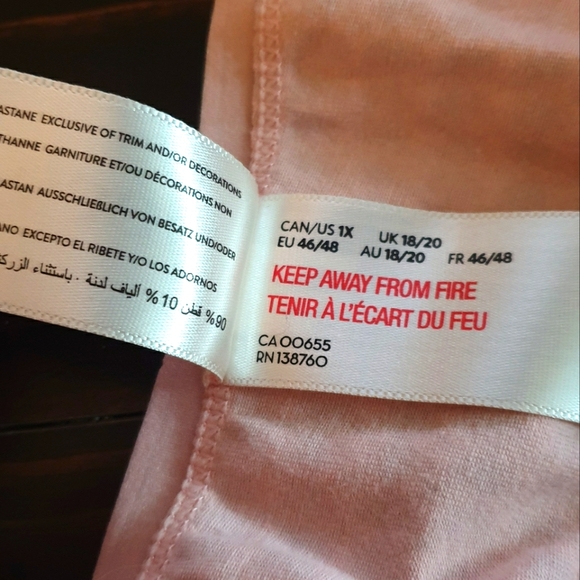 ASTANE EXCLUSIVE OF TRIM AND/OR DECORATIONS
THANNE GARNITURE ET/OU DÉCORATIONS NON
ASTAN AUSSCHLIEẞLICH VON BESATZ UND/ODER
ANO EXCEPTO EL RIBETE Y/O LOS ADORNOS
%90 قطن 10% ألياف لدنة . باستثناء الزركـ
CAN/US 1X UK 18/20
EU 46/48 AU 18/20 FR 46/48
KEEP AWAY FROM FIRE
TENIR À L'ÉCART DU FEU
CA 00655
RN 138760